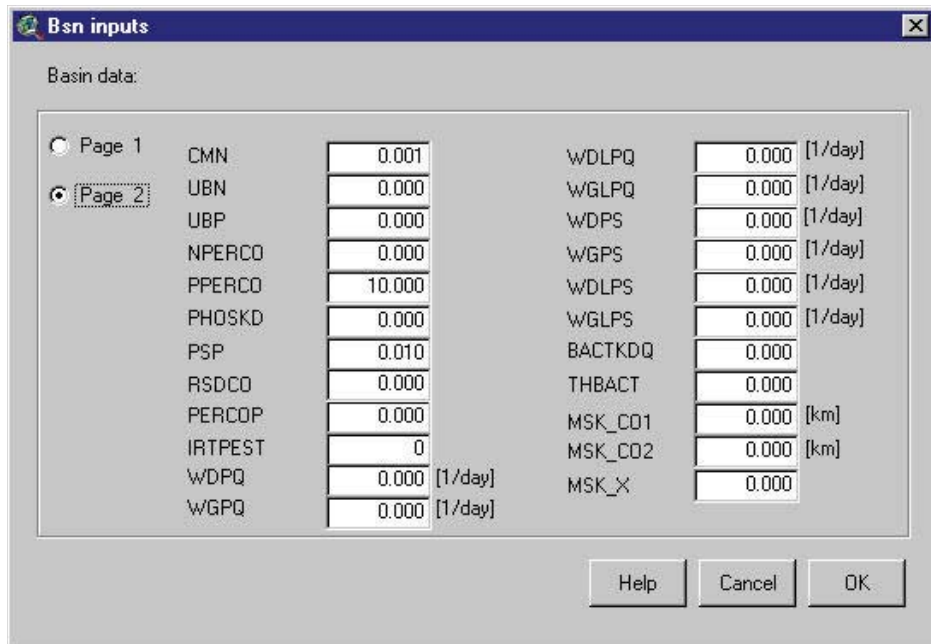 Bsn inputs
Basin data:
Page 1
Page 2
CMN 0.001
UBN 0.000
UBP 0.000
NPERCO 0.000
PPERCO 10.000
PHOSKD 0.000
PSP 0.010
RSDCO 0.000
PERCOP 0.000
IRTPEST 0
WDPQ 0.000 [1/day]
WGPQ 0.000 [1/day]
WDLPQ 0.000 [1/day]
WGLPQ 0.000 [1/day]
WDPS 0.000 [1/day]
WGPS 0.000 [1/day]
WDLPS 0.000 [1/day]
WGLPS 0.000 [1/day]
BACTKDQ 0.000
THBACT 0.000
MSK_CO1 0.000 [km]
MSK_CO2 0.000 [km]
MSK_X 0.000
Help Cancel OK